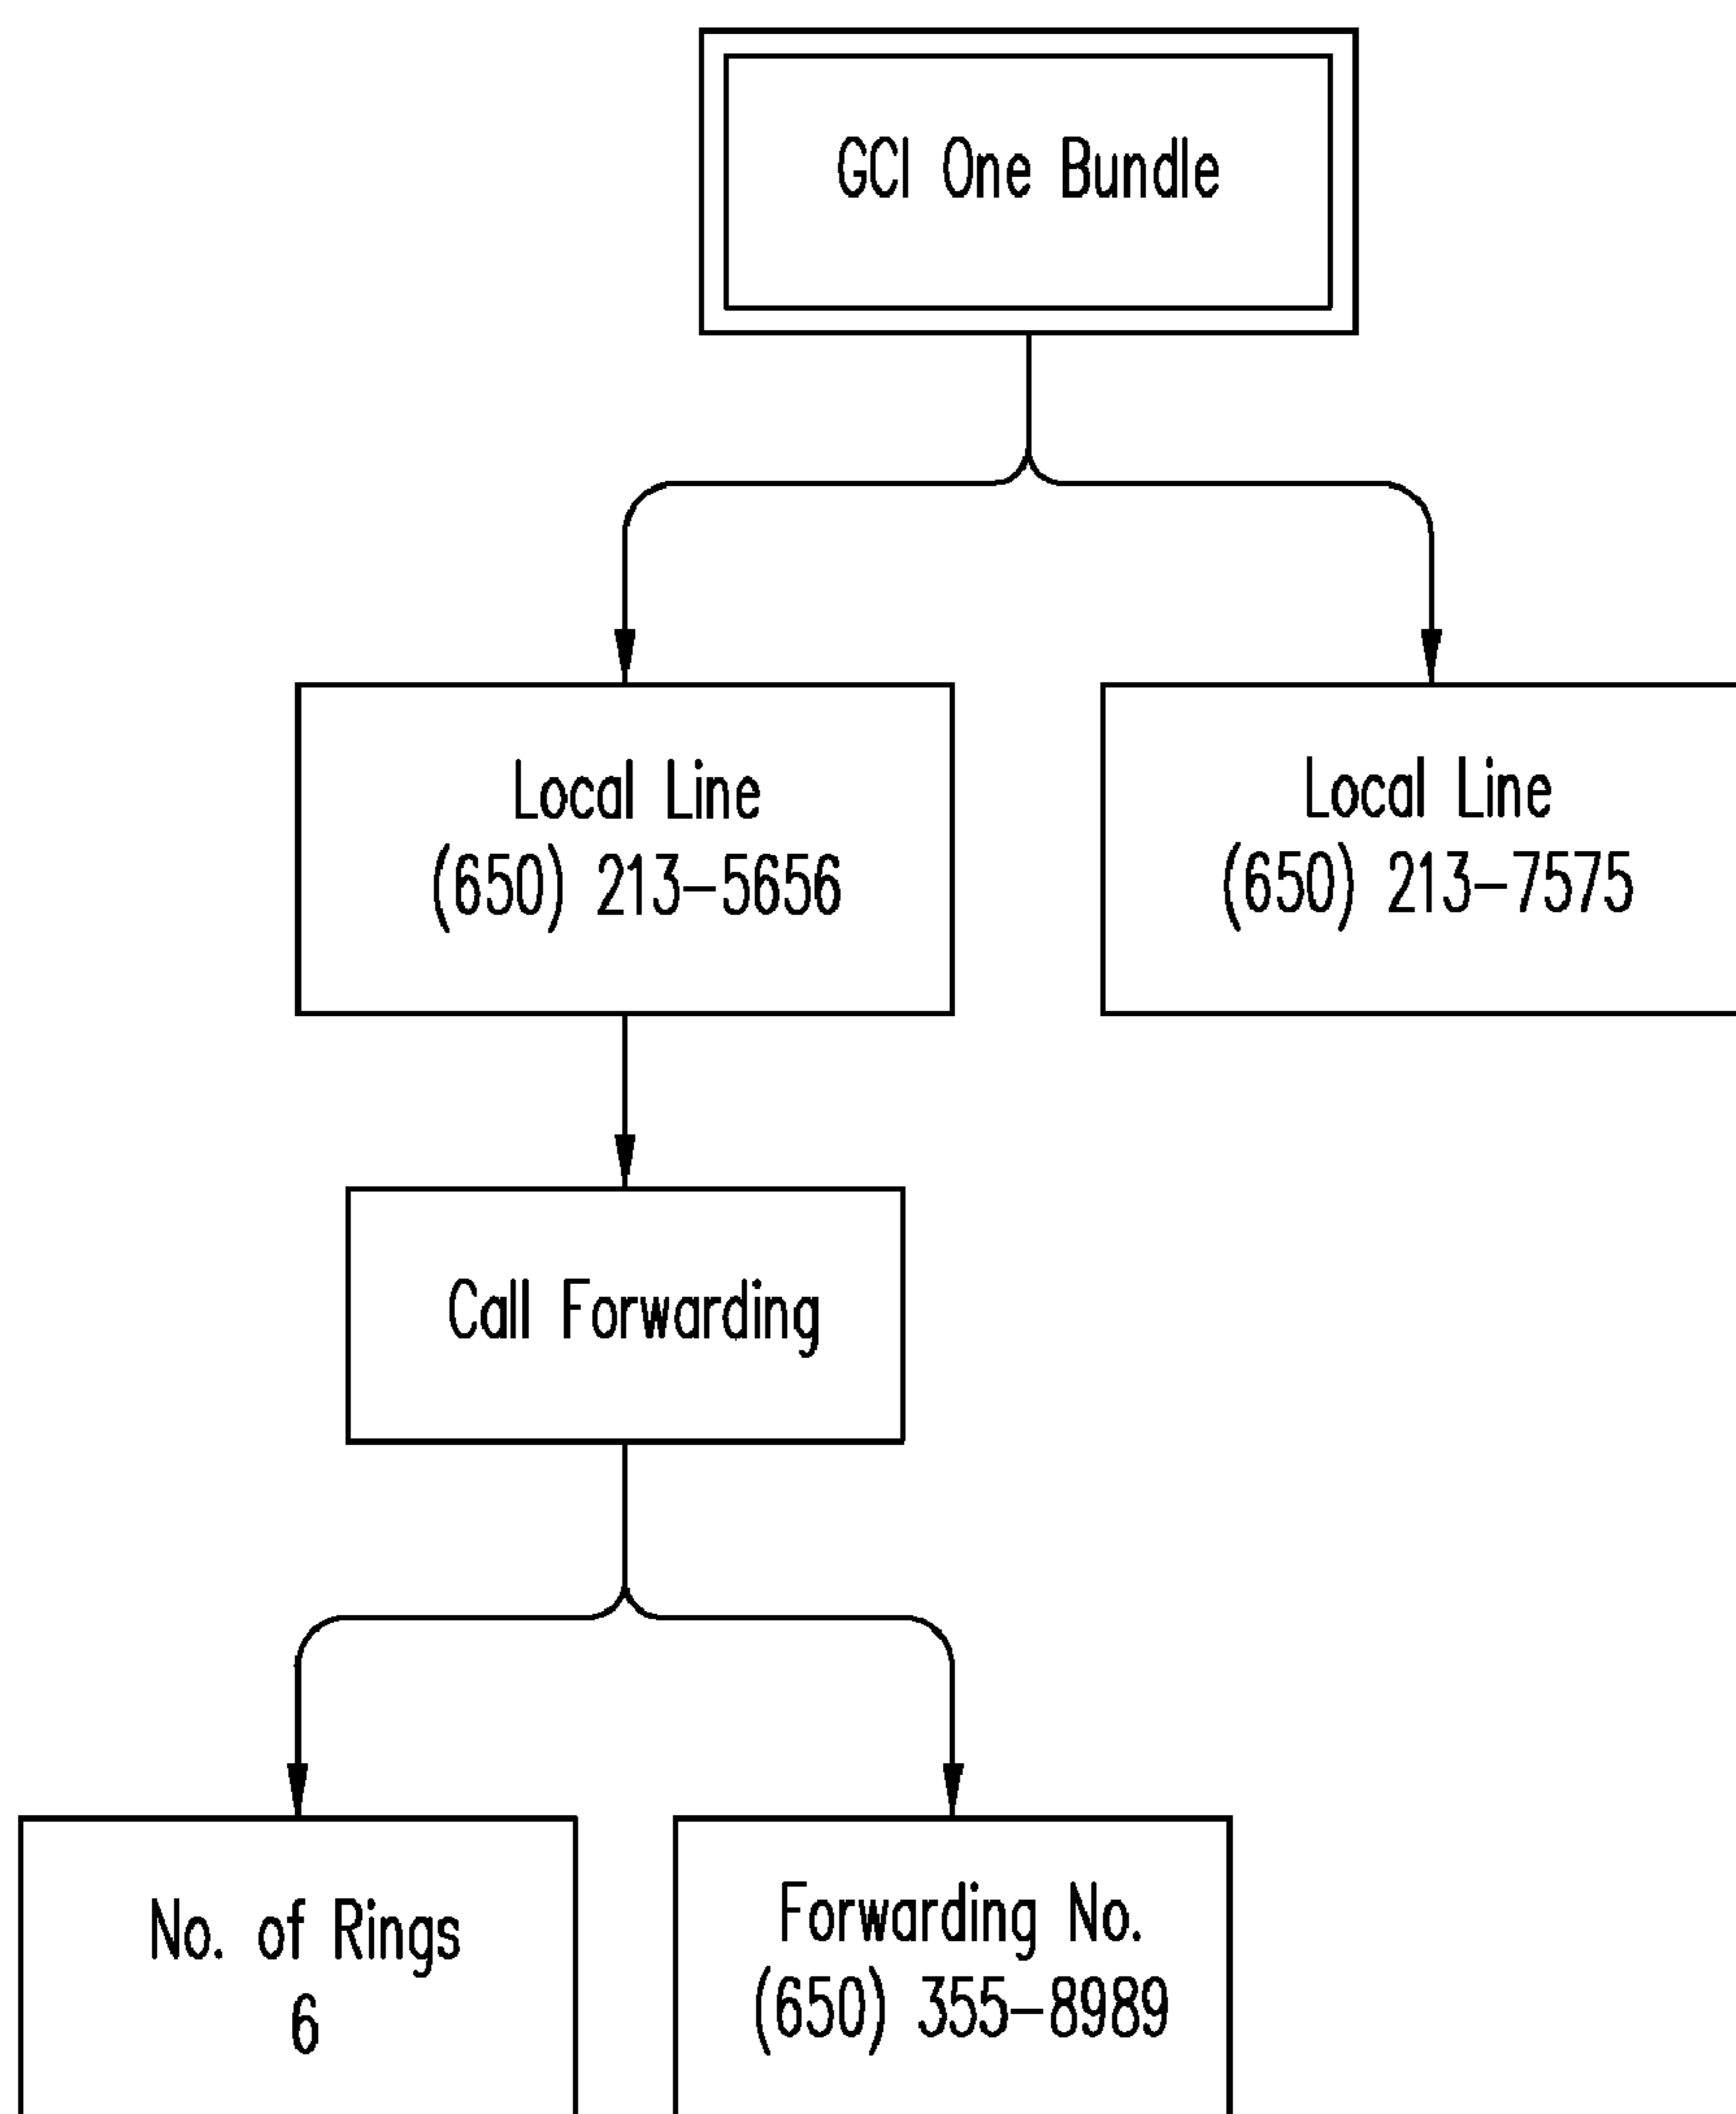 GCI One Bundle
Local Line
(650) 213-5656
Local Line
(650) 213-7575
Call Forwarding
No. of Rings
6
Forwarding No.
(650) 355-8989